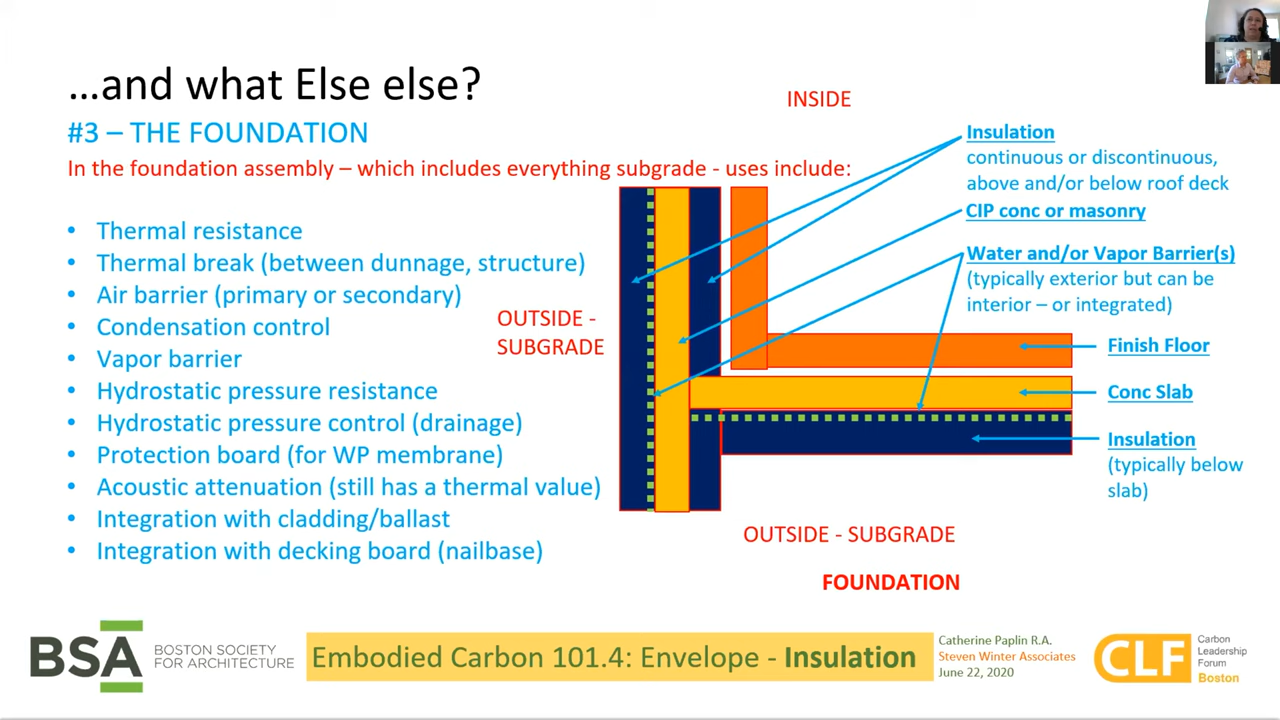 …and what Else else?
#3 – THE FOUNDATION
In the foundation assembly – which includes everything subgrade - uses include:
• Thermal resistance
• Thermal break (between dunnage, structure)
• Air barrier (primary or secondary)
• Condensation control
• Vapor barrier
• Hydrostatic pressure resistance
• Hydrostatic pressure control (drainage)
• Protection board (for WP membrane)
• Acoustic attenuation (still has a thermal value)
• Integration with cladding/ballast
• Integration with decking board (nailbase)
INSIDE
OUTSIDE -
SUBGRADE
Insulation
continuous or discontinuous,
above and/or below roof deck
CIP conc or masonry
Water and/or Vapor Barrier(s)
(typically exterior but can be
interior – or integrated)
Finish Floor
Conc Slab
Insulation
(typically below
slab)
OUTSIDE - SUBGRADE
FOUNDATION
BSA
BOSTON SOCIETY
FOR ARCHITECTURE
Embodied Carbon 101.4: Envelope - Insulation
Catherine Paplin R.A.
Steven Winter Associates
June 22, 2020
CLF
Carbon
Leadership
Forum
Boston